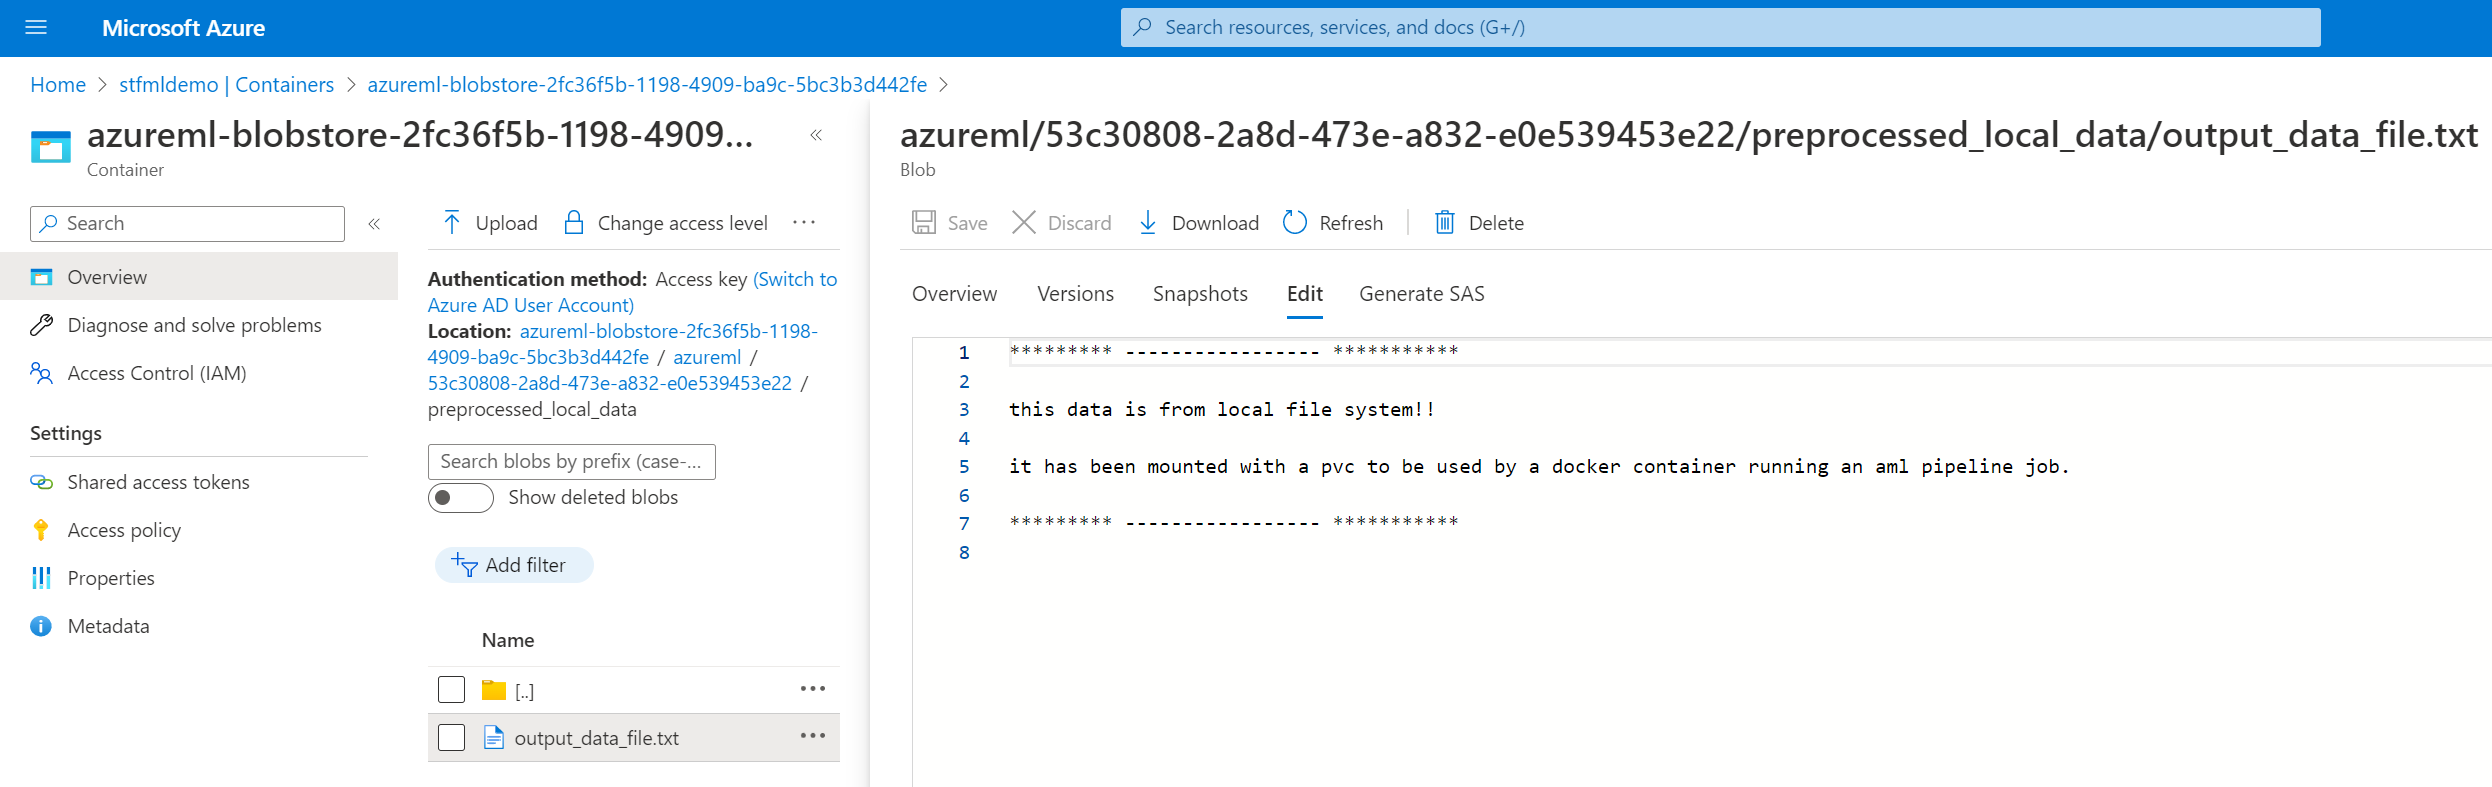 Microsoft Azure
Search resources, services, and docs (G+/)
Home > stfmldemo | Containers > azureml-blobstore-2fc36f5b-1198-4909-ba9c-5bc3b3d442fe >
azureml-blobstore-2fc36f5b-1198-4909...
Container
Search
Overview
Diagnose and solve problems
Access Control (IAM)
Settings
Shared access tokens
Access policy
Properties
Metadata
Upload Change access level ...
Authentication method: Access key (Switch to
Azure AD User Account)
Location: azureml-blobstore-2fc36f5b-1198-
4909-ba9c-5bc3b3d442fe / azureml /
53c30808-2a8d-473e-a832-e0e539453e22 /
preprocessed_local_data
Search blobs by prefix (case-...
Show deleted blobs
Add filter
Name
[..]
output_data_file.txt
azureml/53c30808-2a8d-473e-a832-e0e539453e22/preprocessed_local_data/output_data_file.txt
Blob
Save Discard Download Refresh | Delete
Overview Versions Snapshots Edit Generate SAS
1 ********* ----------------- ***********
2
3 this data is from local file system!!
4
5 it has been mounted with a pvc to be used by a docker container running an aml pipeline job.
6
7 ********* ----------------- ***********
8